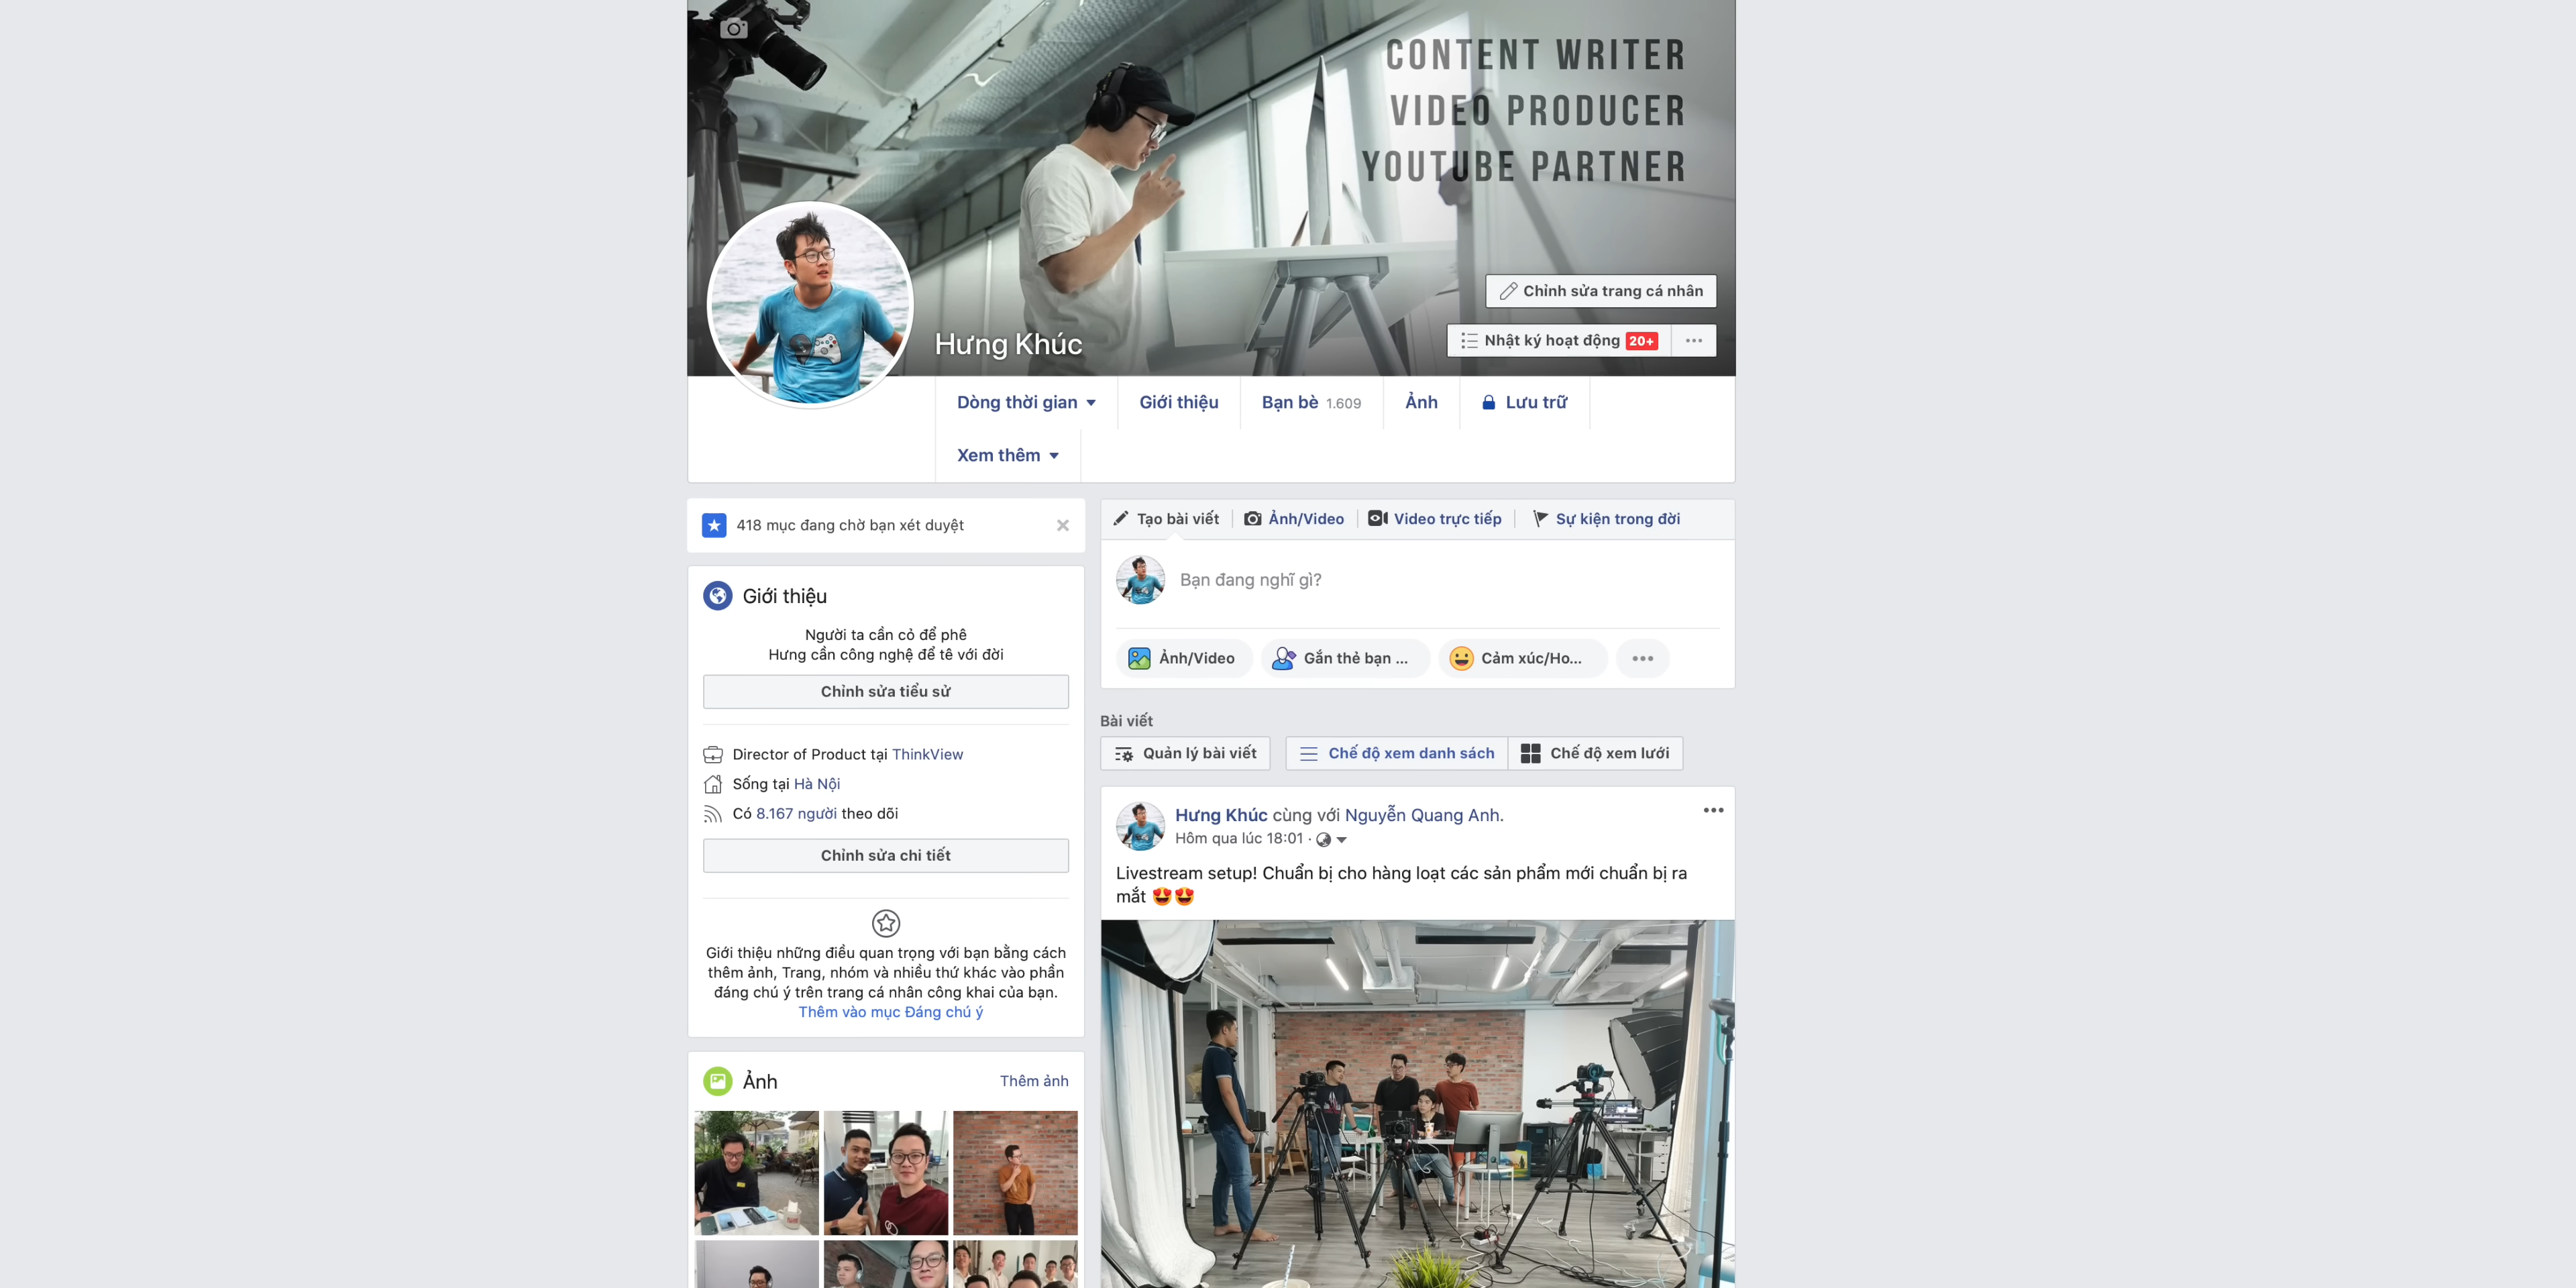 CONTENT WRITER
VIDEO PRODUCER
YOUTUBE PARTNER
Chỉnh sửa trang cá nhân
Hưng Khúc
Nhật ký hoạt động 20+
Dòng thời gian
Giới thiệu
Bạn bè 1.609
Ảnh
Lưu trữ
Xem thêm
418 mục đang chờ bạn xét duyệt
Giới thiệu
Người ta cần cỏ để phê
Hưng cần công nghệ để tê với đời
Chỉnh sửa tiểu sử
Director of Product tại ThinkView
Sống tại Hà Nội
Có 8.167 người theo dõi
Chỉnh sửa chi tiết
Giới thiệu những điều quan trọng với bạn bằng cách
thêm ảnh, Trang, nhóm và nhiều thứ khác vào phần
đáng chú ý trên trang cá nhân công khai của bạn.
Thêm vào mục Đáng chú ý
Ảnh
Thêm ảnh
Tạo bài viết
Ảnh/Video
Video trực tiếp
Sự kiện trong đời
Bạn đang nghĩ gì?
Ảnh/Video
Gắn thẻ bạn ...
Cảm xúc/Ho...
Bài viết
Quản lý bài viết
Chế độ xem danh sách
Chế độ xem lưới
Hưng Khúc cùng với Nguyễn Quang Anh.
Hôm qua lúc 18:01 ·
Livestream setup! Chuẩn bị cho hàng loạt các sản phẩm mới chuẩn bị ra
mắt 😍😍